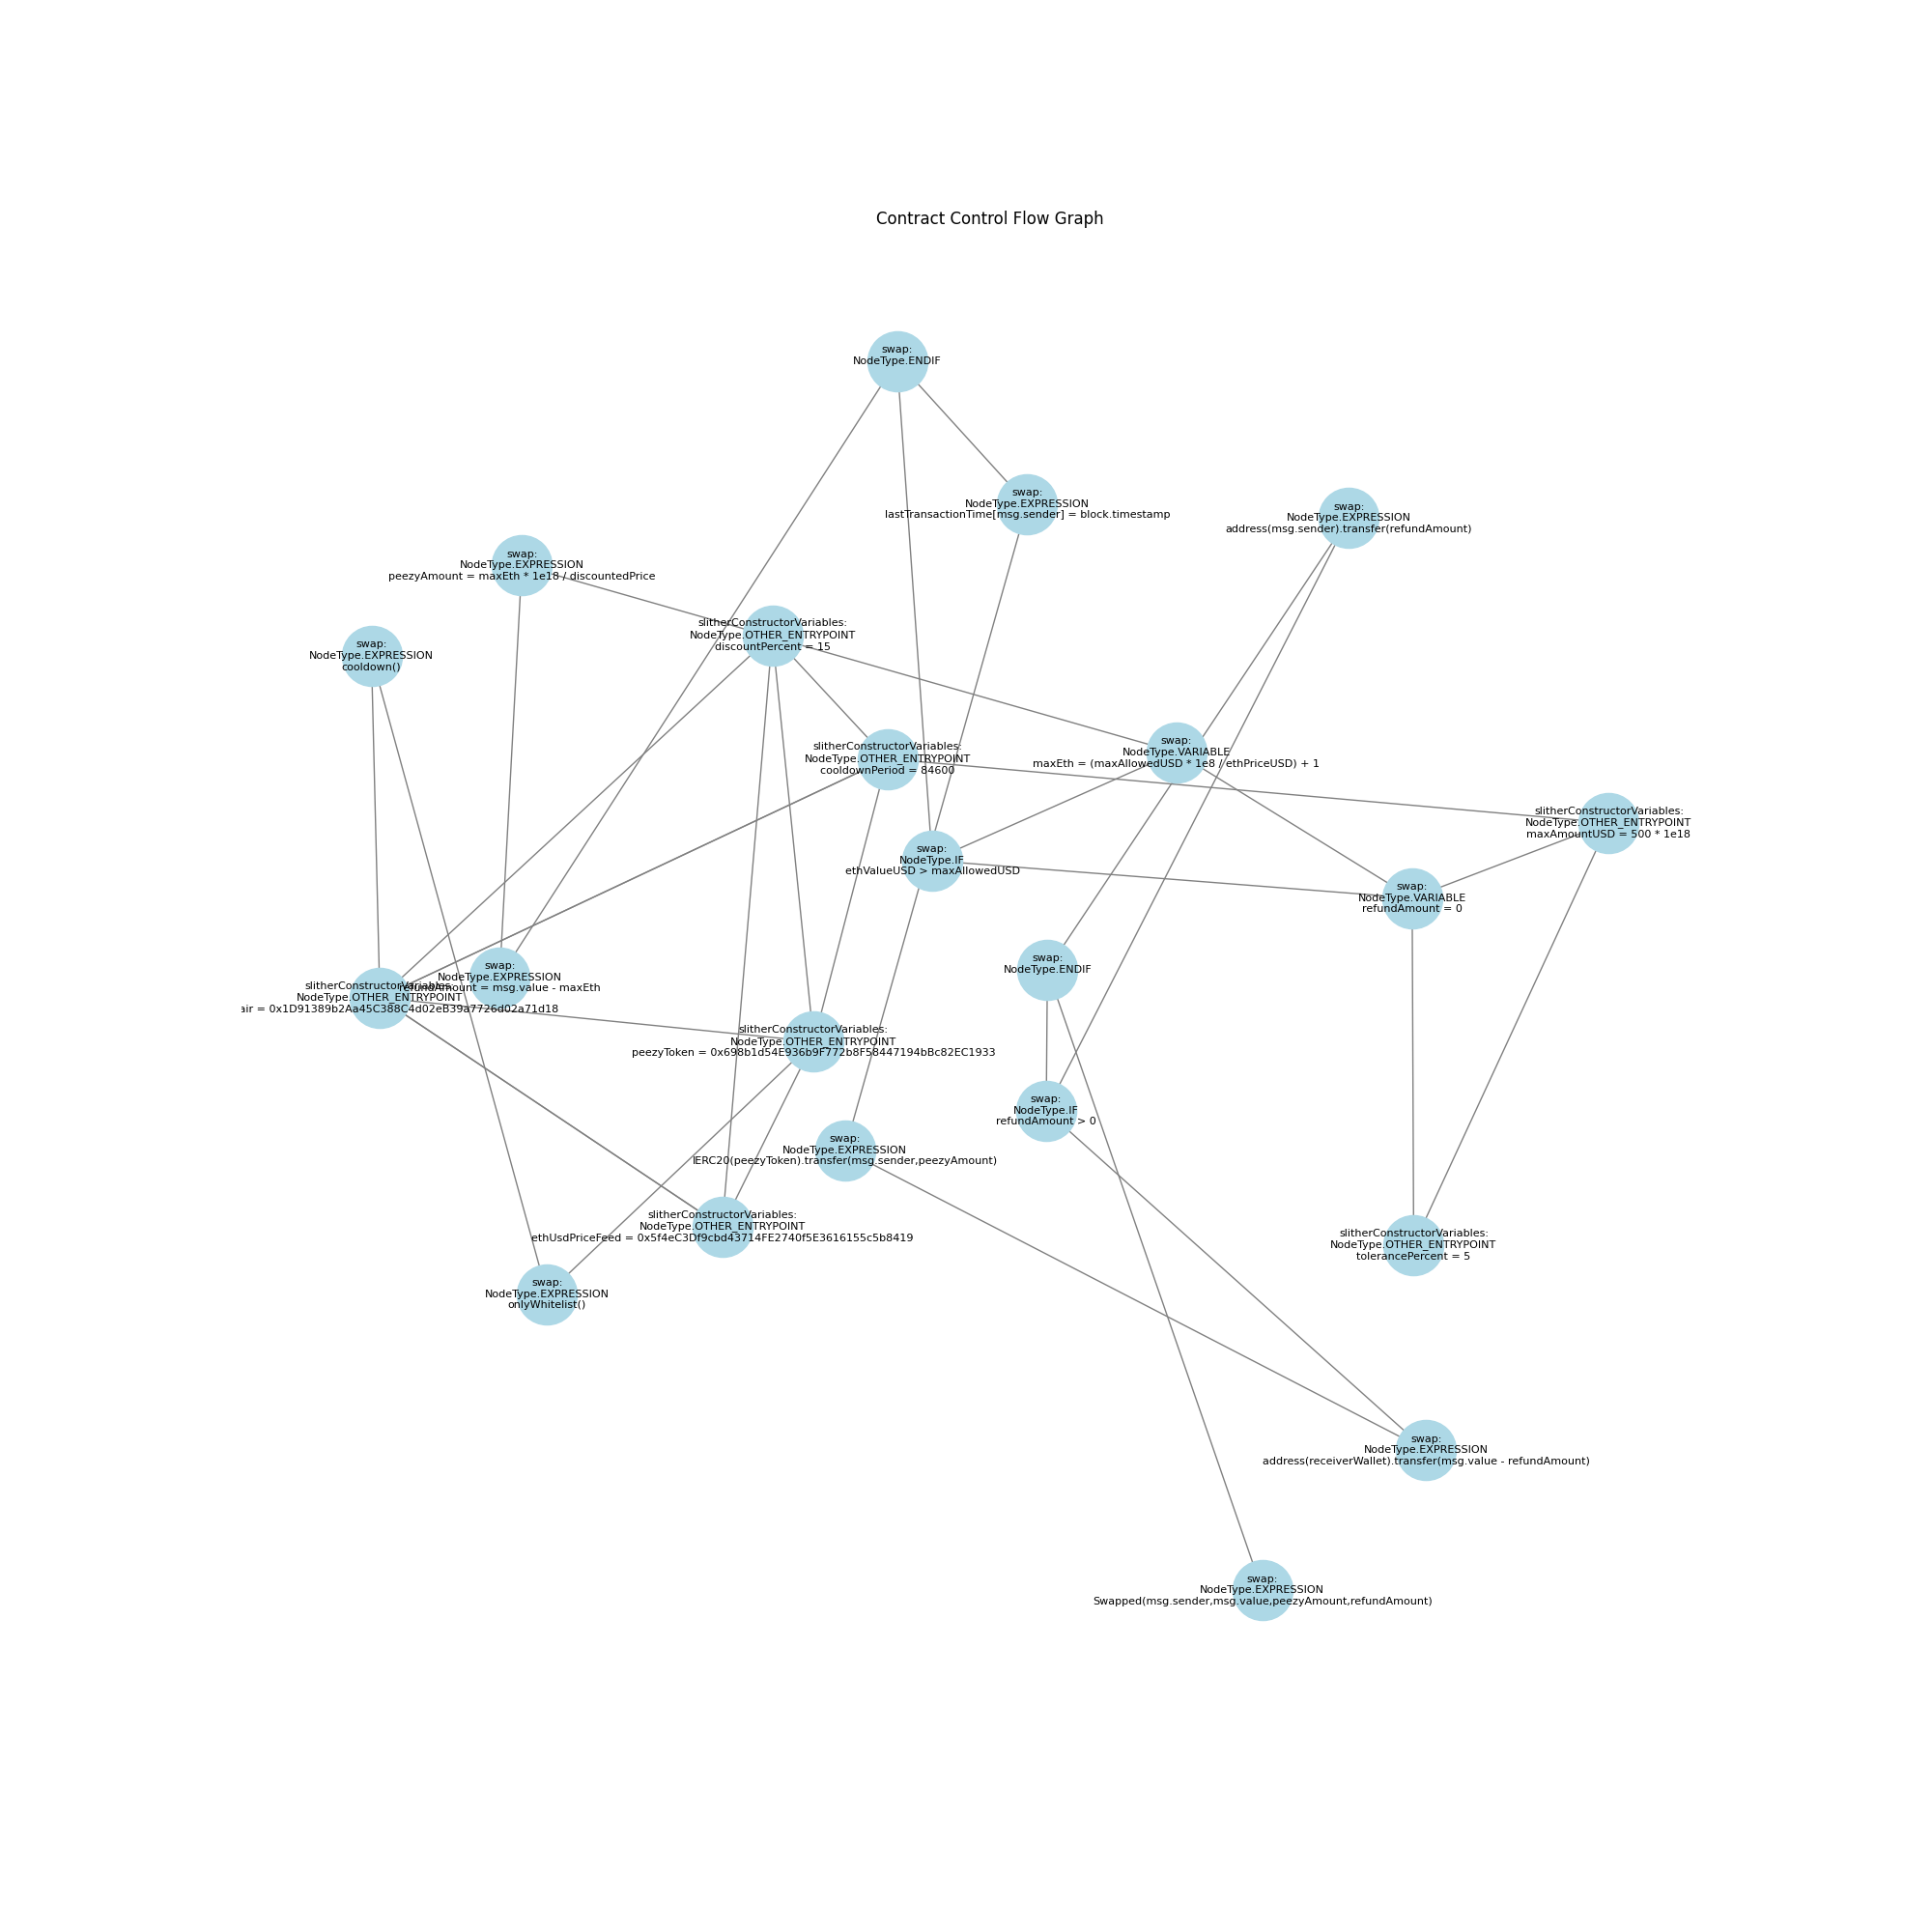 Contract Control Flow Graph
swap:
NodeType.ENDIF
swap:
NodeType.EXPRESSION
lastTransactionTime[msg.sender] = block.timestamp
swap:
NodeType.EXPRESSION
address(msg.sender).transfer(refundAmount)
swap:
NodeType.EXPRESSION
peezyAmount = maxEth * 1e18 / discountedPrice
slitherConstructorVariables:
NodeType.OTHER_ENTRYPOINT
discountPercent = 15
swap:
NodeType.EXPRESSION
cooldown()
slitherConstructorVariables:
NodeType.OTHER_ENTRYPOINT
cooldownPeriod = 84600
swap:
NodeType.VARIABLE
maxEth = (maxAllowedUSD * 1e8 / ethPriceUSD) + 1
slitherConstructorVariables:
NodeType.OTHER_ENTRYPOINT
maxAmountUSD = 500 * 1e18
swap:
NodeType.IF
ethValueUSD > maxAllowedUSD
swap:
NodeType.VARIABLE
refundAmount = 0
swap:
NodeType.ENDIF
swap:
NodeType.EXPRESSION
refundAmount = msg.value - maxEth
slitherConstructorVariables:
NodeType.OTHER_ENTRYPOINT
air = 0x1D91389b2Aa45C388C4d02eB39a7726d02a71d18
slitherConstructorVariables:
NodeType.OTHER_ENTRYPOINT
peezyToken = 0x698b1d54E936b9F772b8F58447194bBc82EC1933
swap:
NodeType.IF
refundAmount > 0
swap:
NodeType.EXPRESSION
IERC20(peezyToken).transfer(msg.sender,peezyAmount)
slitherConstructorVariables:
NodeType.OTHER_ENTRYPOINT
ethUsdPriceFeed = 0x5f4eC3Df9cbd43714FE2740f5E3616155c5b8419
slitherConstructorVariables:
NodeType.OTHER_ENTRYPOINT
tolerancePercent = 5
swap:
NodeType.EXPRESSION
onlyWhitelist()
swap:
NodeType.EXPRESSION
address(receiverWallet).transfer(msg.value - refundAmount)
swap:
NodeType.EXPRESSION
Swapped(msg.sender,msg.value,peezyAmount,refundAmount)